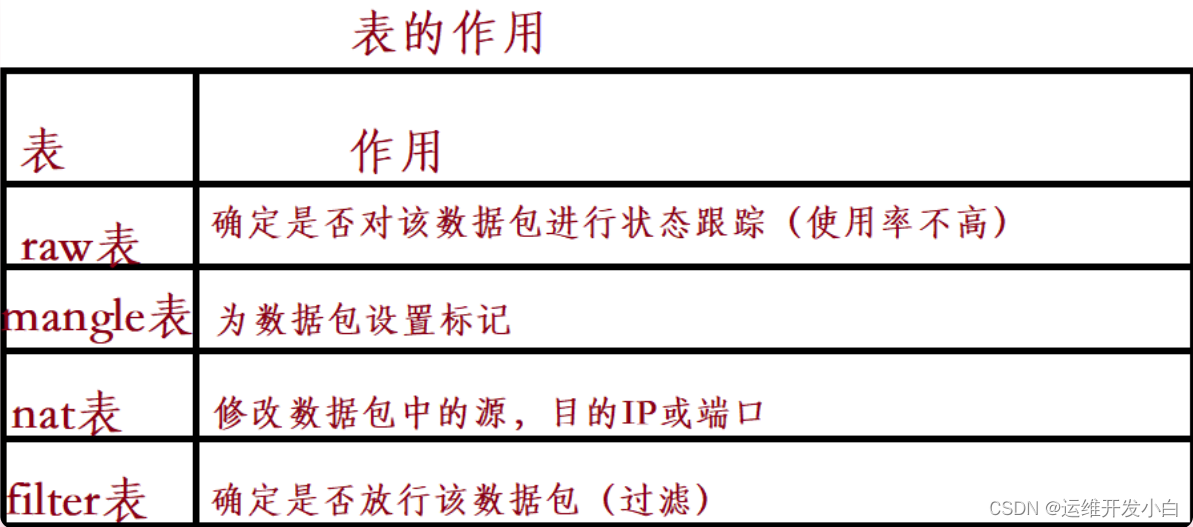 表的作用
表 作用
raw表 确定是否对该数据包进行状态跟踪（使用率不高）
mangle表 为数据包设置标记
nat表 修改数据包中的源，目的IP或端口
filter表 确定是否放行该数据包（过滤）
CSDN @运维开发小白